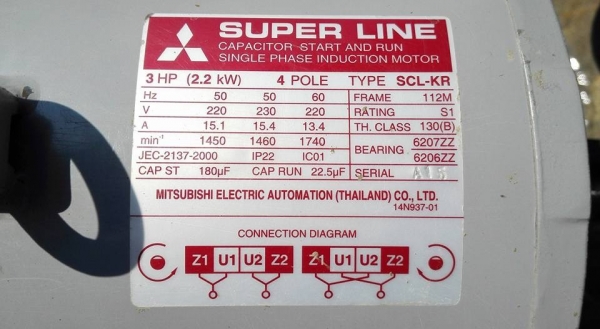 SUPER LINE
CAPACITOR START AND RUN
SINGLE PHASE INDUCTION MOTOR
3 HP (2.2 kW) 4 POLE TYPE SCL-KR
Hz 50 50 60 FRAME 112M
V 220 230 220 RATING S1
A 15.1 15.4 13.4 TH. CLASS 130(B)
min⁻¹ 1450 1460 1740 BEARING 6207ZZ
JEC-2137-2000 IP22 IC01 6206ZZ
CAP ST 180µF CAP RUN 22.5µF SERIAL
MITSUBISHI ELECTRIC AUTOMATION (THAILAND) CO., LTD.
14N937-01
CONNECTION DIAGRAM
Z1 U1 U2 Z2 Z1 U1 U2 Z2